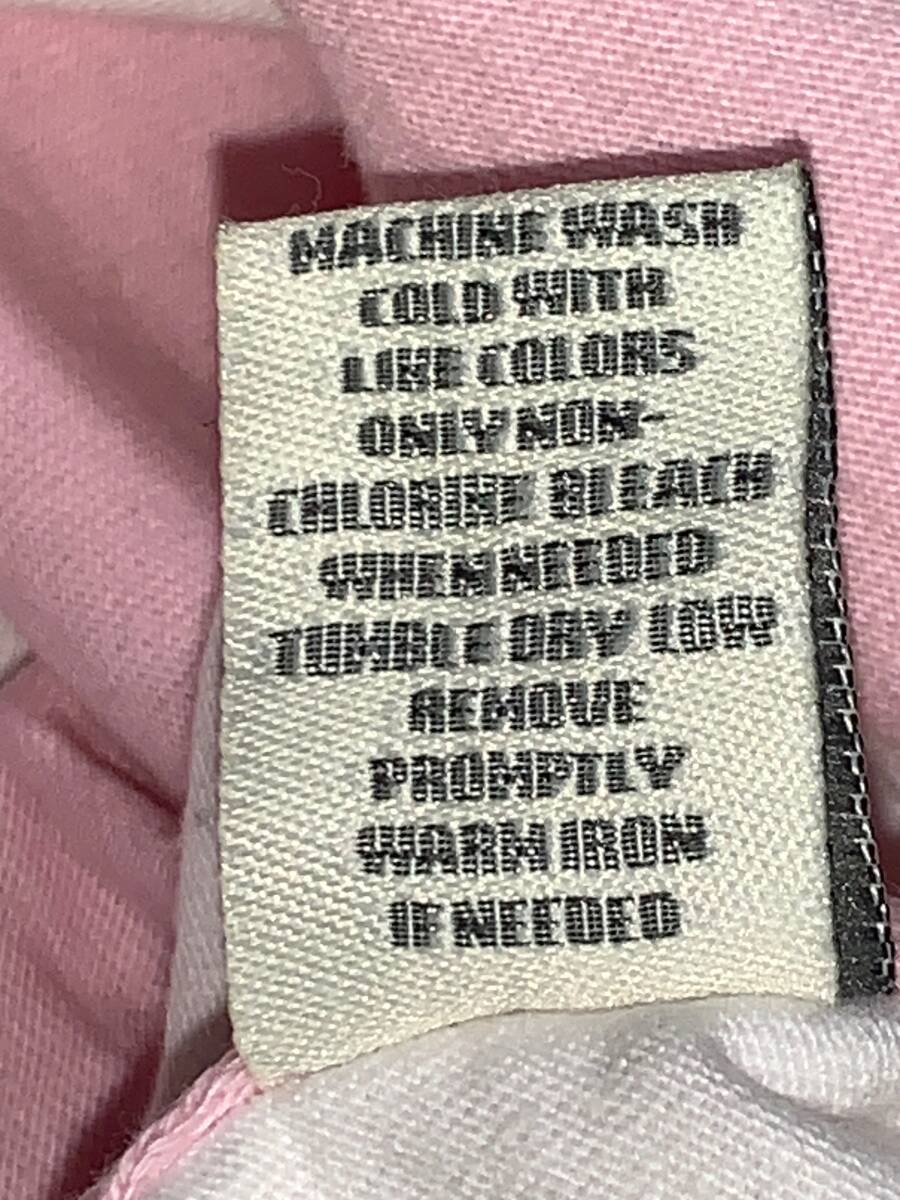 MACHINE WASH
COLD WITH
LIKE COLORS
ONLY NON-
CHLORINE BLEACH
WHEN NEEDED
TUMBLE DRY LOW
REMOVE
PROMPTLY
WARM IRON
IF NEEDED